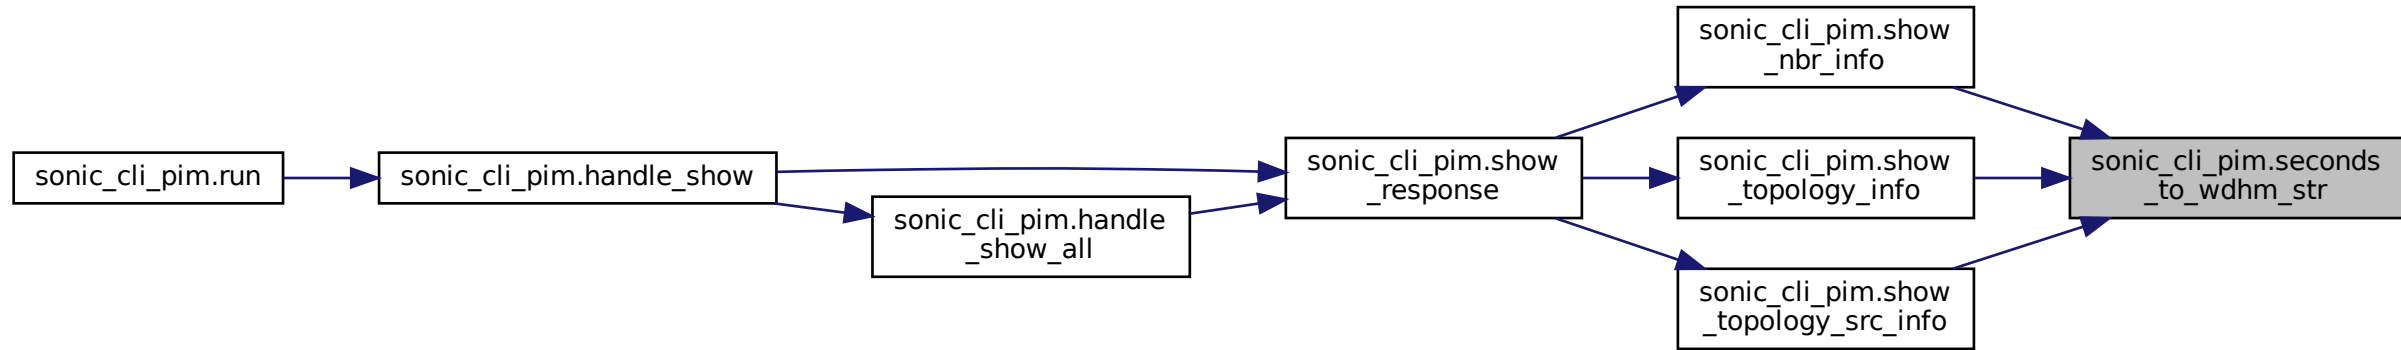 sonic_cli_pim.run
sonic_cli_pim.handle_show
sonic_cli_pim.handle
_show_all
sonic_cli_pim.show
_response
sonic_cli_pim.show
_nbr_info
sonic_cli_pim.show
_topology_info
sonic_cli_pim.show
_topology_src_info
sonic_cli_pim.seconds
_to_wdhm_str